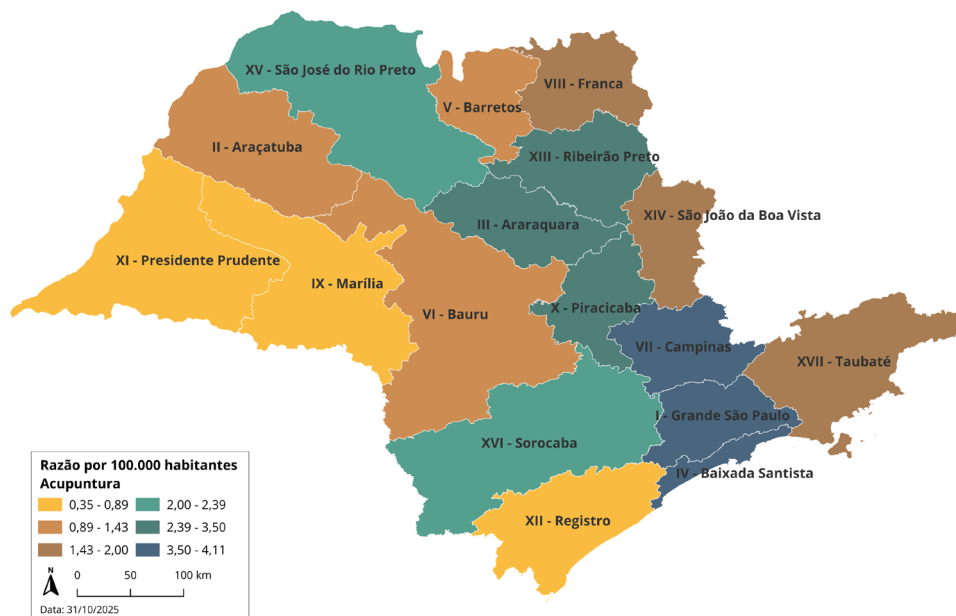 XV - São José do Rio Preto
VIII - Franca
V - Barretos
II - Araçatuba
XIII - Ribeirão Preto
XIV - São João da Boa Vista
III - Araraquara
XI - Presidente Prudente
IX - Marília
X - Piracicaba
VI - Bauru
VII - Campinas
XVII - Taubaté
I - Grande São Paulo
XVI - Sorocaba
IV - Baixada Santista
XII - Registro
Razão por 100.000 habitantes
Acupuntura
0,35 - 0,89 2,00 - 2,39
0,89 - 1,43 2,39 - 3,50
1,43 - 2,00 3,50 - 4,11
N
0 50 100 km
Data: 31/10/2025